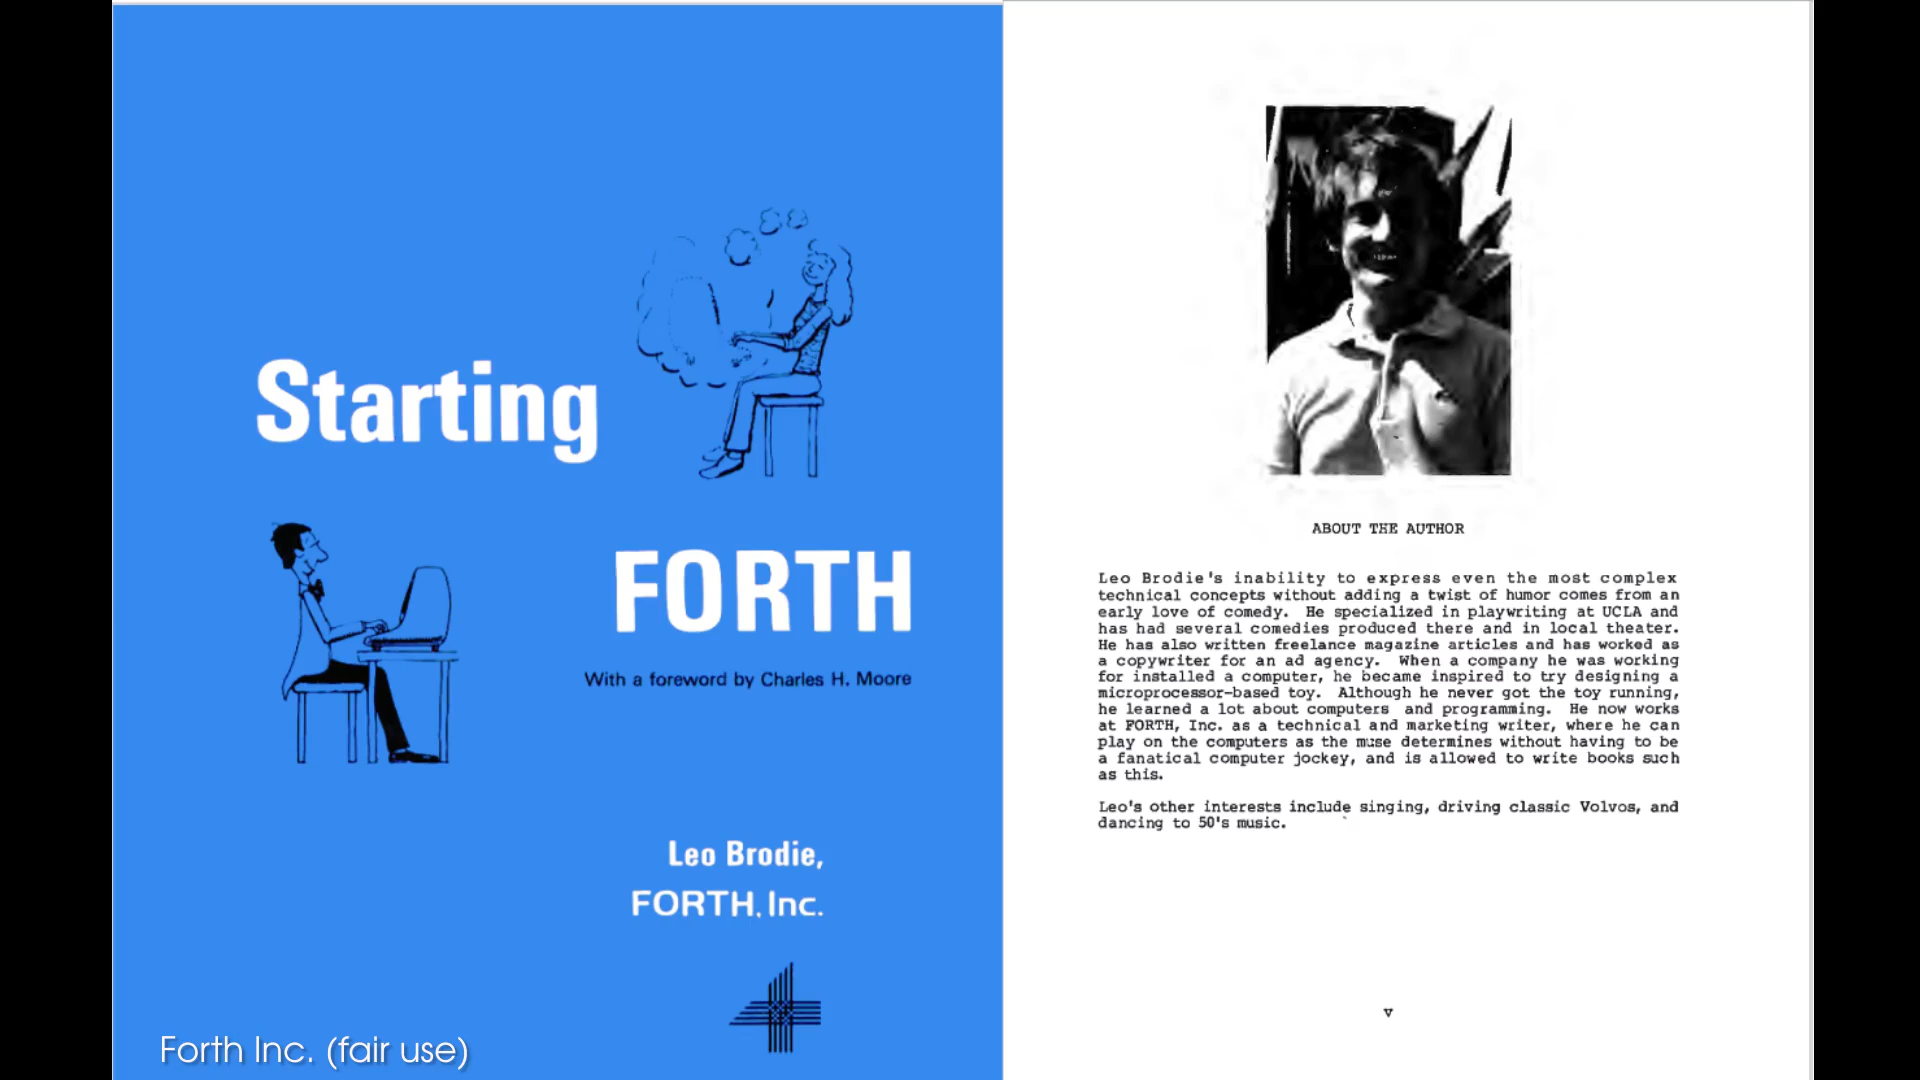 Starting
FORTH
With a foreword by Charles H. Moore
Leo Brodie,
FORTH, Inc.
Forth Inc. (fair use)
ABOUT THE AUTHOR
Leo Brodie's inability to express even the most complex
technical concepts without adding a twist of humor comes from an
early love of comedy. He specialized in playwriting at UCLA and
has had several comedies produced there and in local theater.
He has also written freelance magazine articles and has worked as
a copywriter for an ad agency. When a company he was working
for installed a computer, he became inspired to try designing a
microprocessor-based toy. Although he never got the toy running,
he learned a lot about computers and programming. He now works
at FORTH, Inc. as a technical and marketing writer, where he can
play on the computers as the muse determines without having to be
a fanatical computer jockey, and is allowed to write books such
as this.
Leo's other interests include singing, driving classic Volvos, and
dancing to 50's music.
v